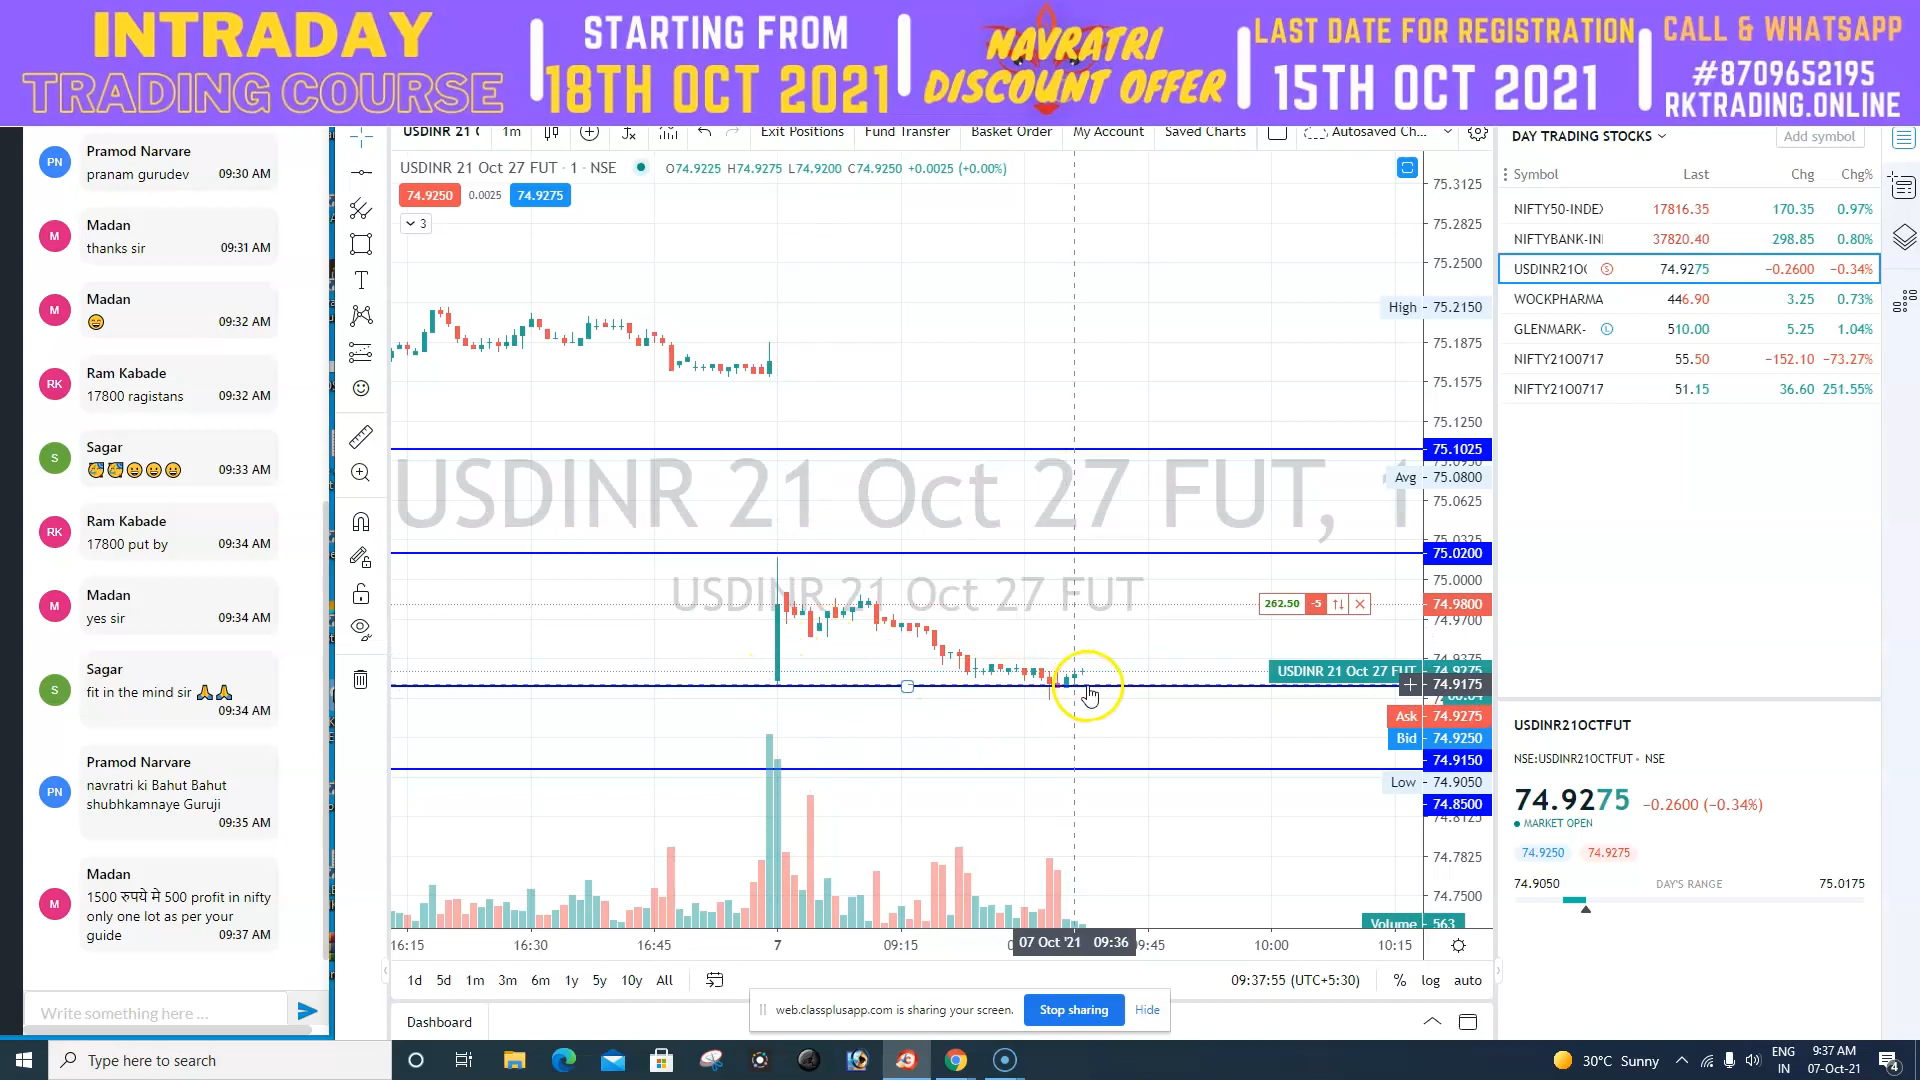 INTRADAY
TRADING COURSE
STARTING FROM
18TH OCT 2021
NAVRATRI
DISCOUNT OFFER
LAST DATE FOR REGISTRATION
15TH OCT 2021
CALL & WHATSAPP
#8709652195
RKTRADING.ONLINE
PN
Pramod Narvare
pranam gurudev 09:30 AM
M
Madan
thanks sir 09:31 AM
M
Madan
😄 09:32 AM
RK
Ram Kabade
17800 ragistans 09:32 AM
S
Sagar
🥳🥳😀😀😀 09:33 AM
RK
Ram Kabade
17800 put by 09:34 AM
M
Madan
yes sir 09:34 AM
S
Sagar
fit in the mind sir 🙏🙏
09:34 AM
PN
Pramod Narvare
navratri ki Bahut Bahut
shubhkamnaye Guruji
09:35 AM
M
Madan
1500 रुपये मे 500 profit in nifty
only one lot as per your
guide 09:37 AM
Write something here ...
USDINR 21 1m Exit Positions Fund Transfer Basket Order My Account Saved Charts Autosaved Ch...
USDINR 21 Oct 27 FUT · 1 · NSE O74.9225 H74.9275 L74.9200 C74.9250 +0.0025 (+0.00%)
74.9250 0.0025 74.9275
3
USDINR 21 Oct 27 FUT, 1
USDINR 21 Oct 27 FUT
75.3125
75.2825
75.2500
High 75.2150
75.1875
75.1575
75.1250
75.1025
Avg 75.0800
75.0625
75.0325
75.0200
75.0000
262.50 -5 74.9800
74.9700
74.9375
USDINR 21 Oct 27 FUT 74.9275
74.9175
Ask 74.9275
Bid 74.9250
74.9150
Low 74.9050
74.8500
74.8125
74.7825
74.7500
Volume 563
16:15 16:30 16:45 7 09:15 07 Oct '21 09:36 9:45 10:00 10:15
1d 5d 1m 3m 6m 1y 5y 10y All 09:37:55 (UTC+5:30) % log auto
web.classplusapp.com is sharing your screen. Stop sharing Hide
Dashboard
DAY TRADING STOCKS Add symbol
Symbol Last Chg Chg%
NIFTY50-INDEX 17816.35 170.35 0.97%
NIFTYBANK-IN 37820.40 298.85 0.80%
USDINR21O S 74.9275 −0.2600 −0.34%
WOCKPHARMA 446.90 3.25 0.73%
GLENMARK- L 510.00 5.25 1.04%
NIFTY21O0717 55.50 −152.10 −73.27%
NIFTY21O0717 51.15 36.60 251.55%
USDINR21OCTFUT
NSE:USDINR21OCTFUT • NSE
74.9275 −0.2600 (−0.34%)
MARKET OPEN
74.9250 74.9275
74.9050 DAY'S RANGE 75.0175
Type here to search
30°C Sunny
ENG
IN
9:37 AM
07-Oct-21
4